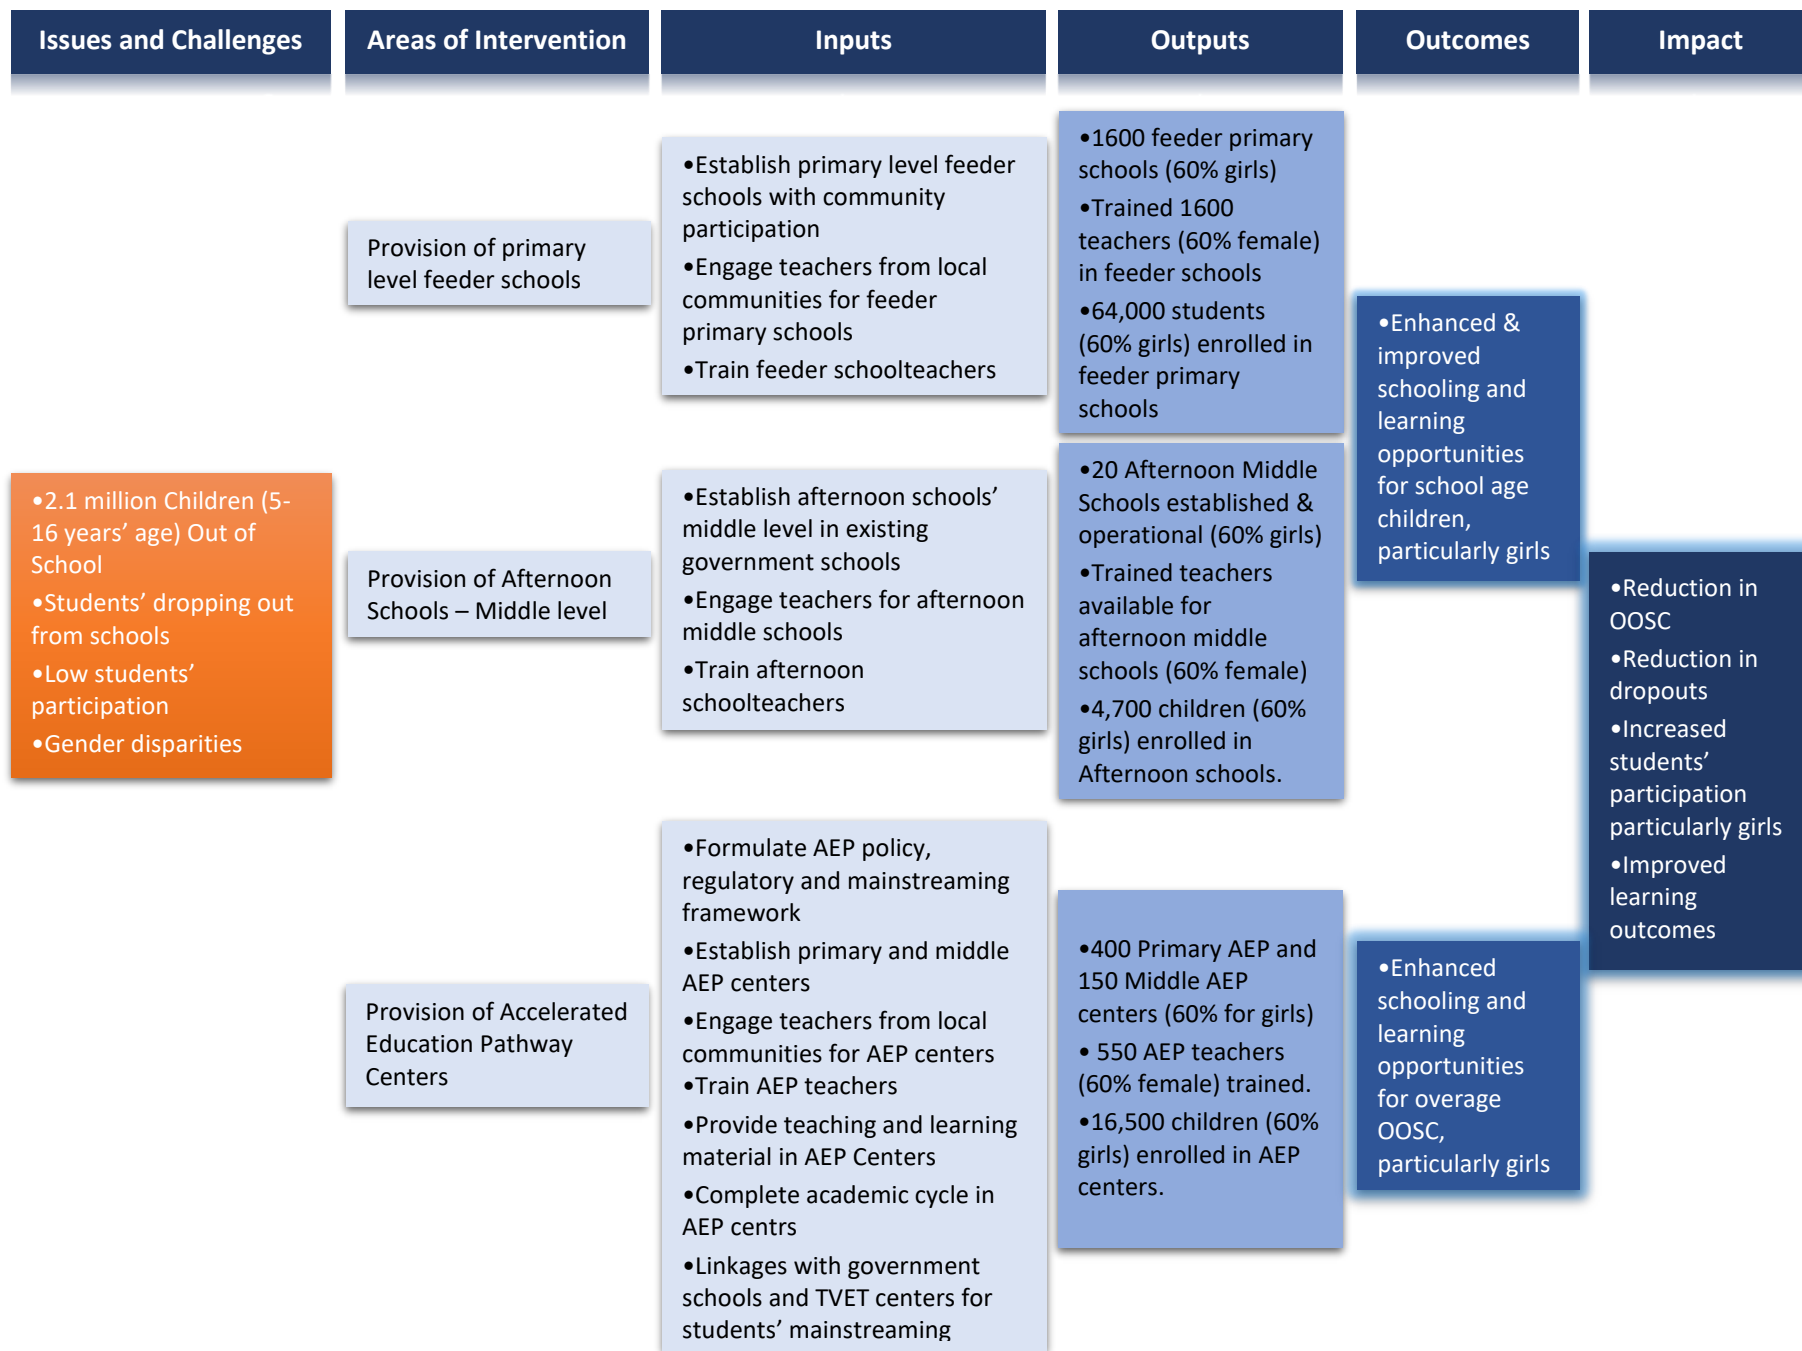 Issues and Challenges
Areas of Intervention
Inputs
Outputs
Outcomes
Impact
•2.1 million Children (5-
16 years’ age) Out of
School
•Students’ dropping out
from schools
•Low students’
participation
•Gender disparities
Provision of primary
level feeder schools
•Establish primary level feeder
schools with community
participation
•Engage teachers from local
communities for feeder
primary schools
•Train feeder schoolteachers
•1600 feeder primary
schools (60% girls)
•Trained 1600
teachers (60% female)
in feeder schools
•64,000 students
(60% girls) enrolled in
feeder primary
schools
Provision of Afternoon
Schools – Middle level
•Establish afternoon schools’
middle level in existing
government schools
•Engage teachers for afternoon
middle schools
•Train afternoon
schoolteachers
•20 Afternoon Middle
Schools established &
operational (60% girls)
•Trained teachers
available for
afternoon middle
schools (60% female)
•4,700 children (60%
girls) enrolled in
Afternoon schools.
•Enhanced &
improved
schooling and
learning
opportunities
for school age
children,
particularly girls
Provision of Accelerated
Education Pathway
Centers
•Formulate AEP policy,
regulatory and mainstreaming
framework
•Establish primary and middle
AEP centers
•Engage teachers from local
communities for AEP centers
•Train AEP teachers
•Provide teaching and learning
material in AEP Centers
•Complete academic cycle in
AEP centrs
•Linkages with government
schools and TVET centers for
students’ mainstreaming
•400 Primary AEP and
150 Middle AEP
centers (60% for girls)
• 550 AEP teachers
(60% female) trained.
•16,500 children (60%
girls) enrolled in AEP
centers.
•Enhanced
schooling and
learning
opportunities
for overage
OOSC,
particularly girls
•Reduction in
OOSC
•Reduction in
dropouts
•Increased
students’
participation
particularly girls
•Improved
learning
outcomes